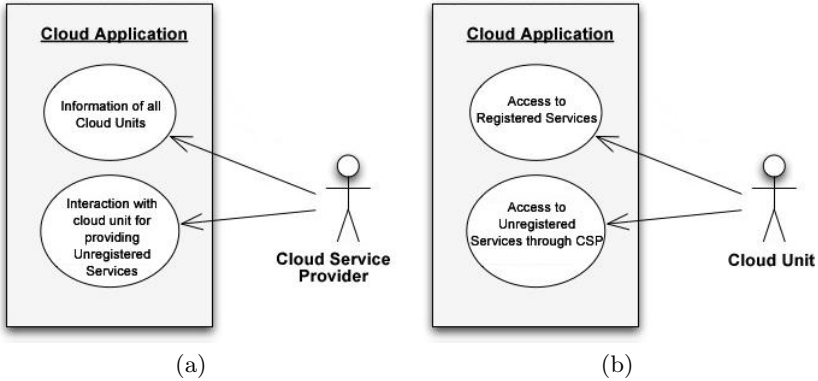 Cloud Application
Information of all
Cloud Units
Interaction with
cloud unit for
providing
Unregistered
Services
Cloud Service
Provider
(a)
Cloud Application
Access to
Registered Services
Access to
Unregistered
Services through CSP
Cloud Unit
(b)